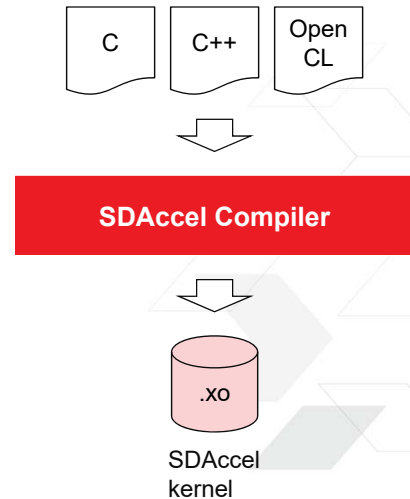 C
C++
Open
CL
SDAccel Compiler
.xo
SDAccel
kernel